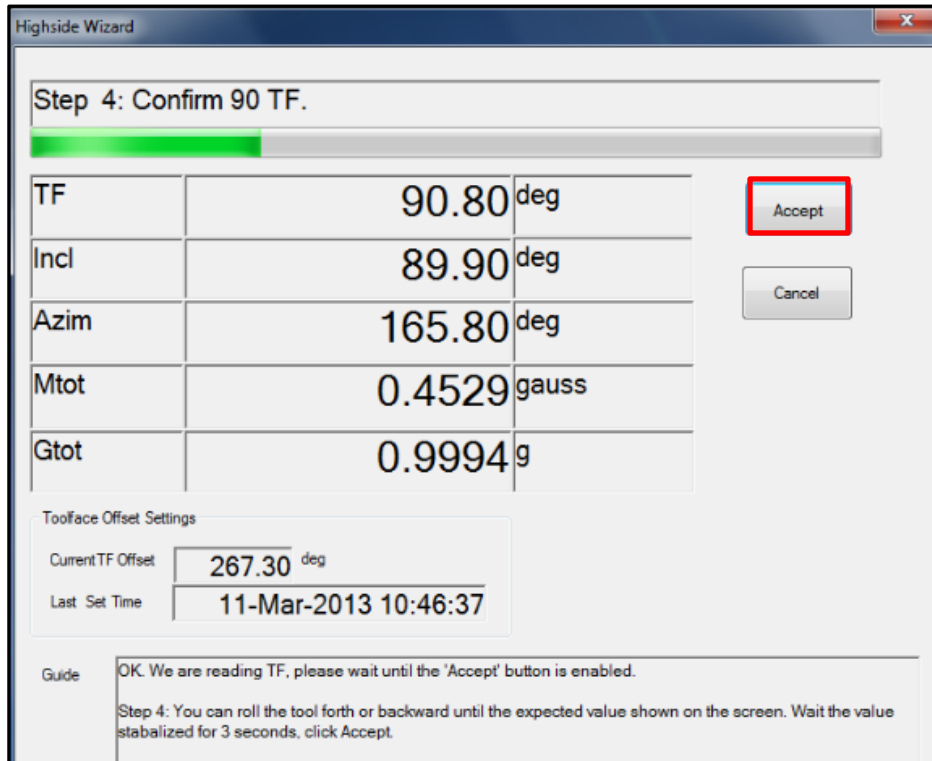 Highside Wizard
Step 4: Confirm 90 TF.
TF 90.80 deg
Accept
Incl 89.90 deg
Cancel
Azim 165.80 deg
Mtot 0.4529 gauss
Gtot 0.9994 g
Toolface Offset Settings
Current TF Offset 267.30 deg
Last Set Time 11-Mar-2013 10:46:37
Guide
OK. We are reading TF, please wait until the 'Accept' button is enabled.
Step 4: You can roll the tool forth or backward until the expected value shown on the screen. Wait the value
stabalized for 3 seconds, click Accept.